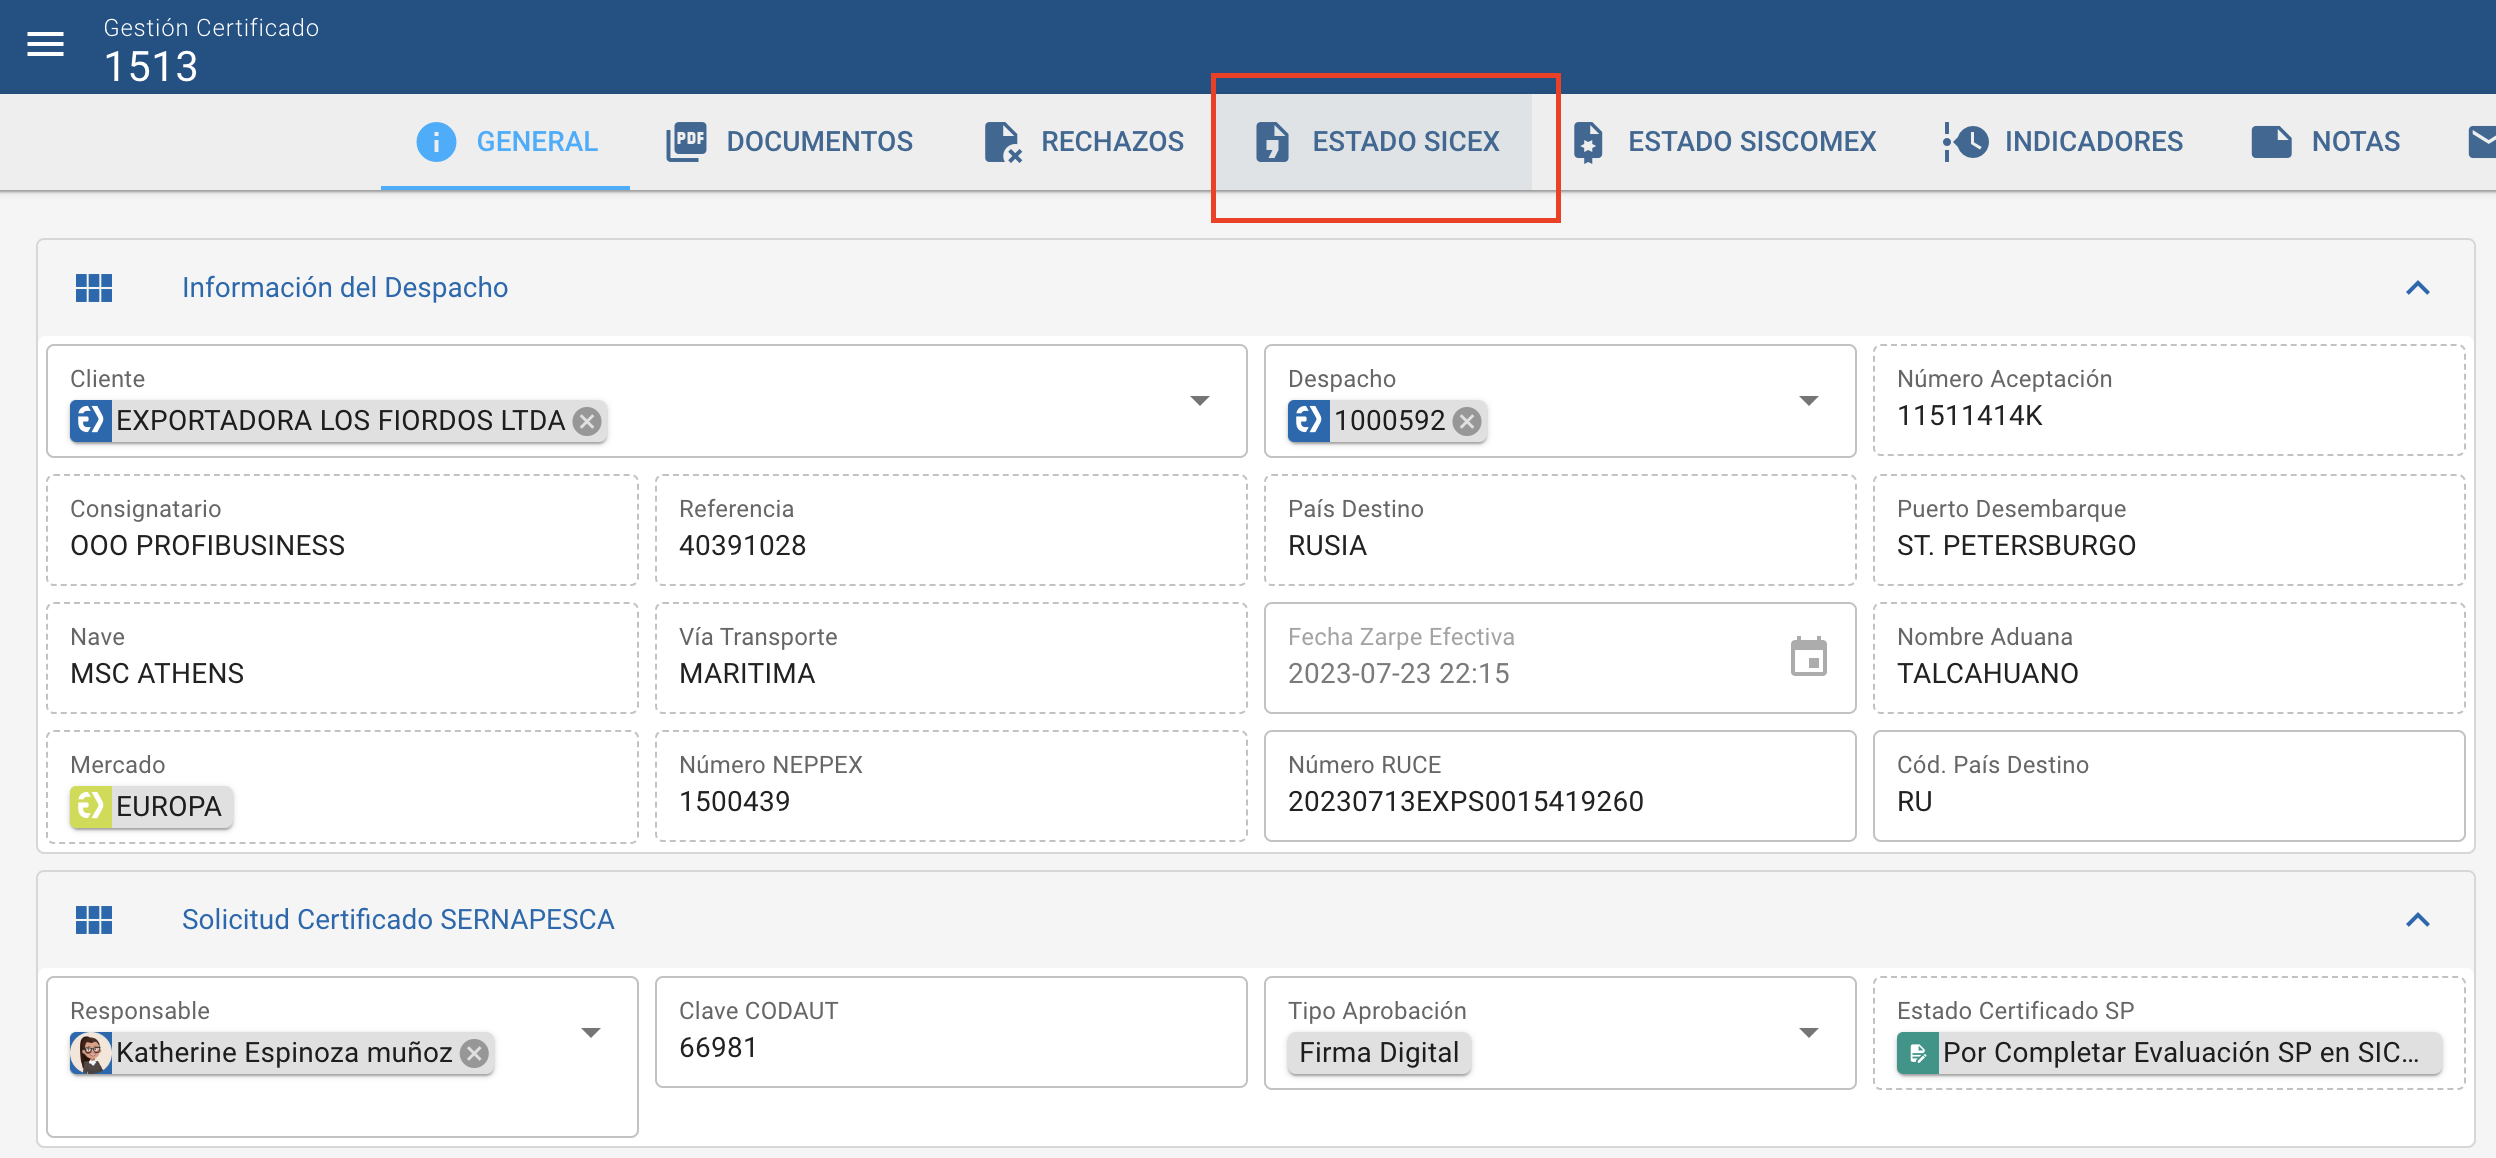 Gestión Certificado
1513
GENERAL
PDF DOCUMENTOS
RECHAZOS
ESTADO SICEX
ESTADO SISCOMEX
INDICADORES
NOTAS
Información del Despacho
Cliente
EXPORTADORA LOS FIORDOS LTDA
Despacho
1000592
Número Aceptación
11511414K
Consignatario
OOO PROFIBUSINESS
Referencia
40391028
País Destino
RUSIA
Puerto Desembarque
ST. PETERSBURGO
Nave
MSC ATHENS
Vía Transporte
MARITIMA
Fecha Zarpe Efectiva
2023-07-23 22:15
Nombre Aduana
TALCAHUANO
Mercado
EUROPA
Número NEPPEX
1500439
Número RUCE
20230713EXPS0015419260
Cód. País Destino
RU
Solicitud Certificado SERNAPESCA
Responsable
Katherine Espinoza muñoz
Clave CODAUT
66981
Tipo Aprobación
Firma Digital
Estado Certificado SP
Por Completar Evaluación SP en SIC...